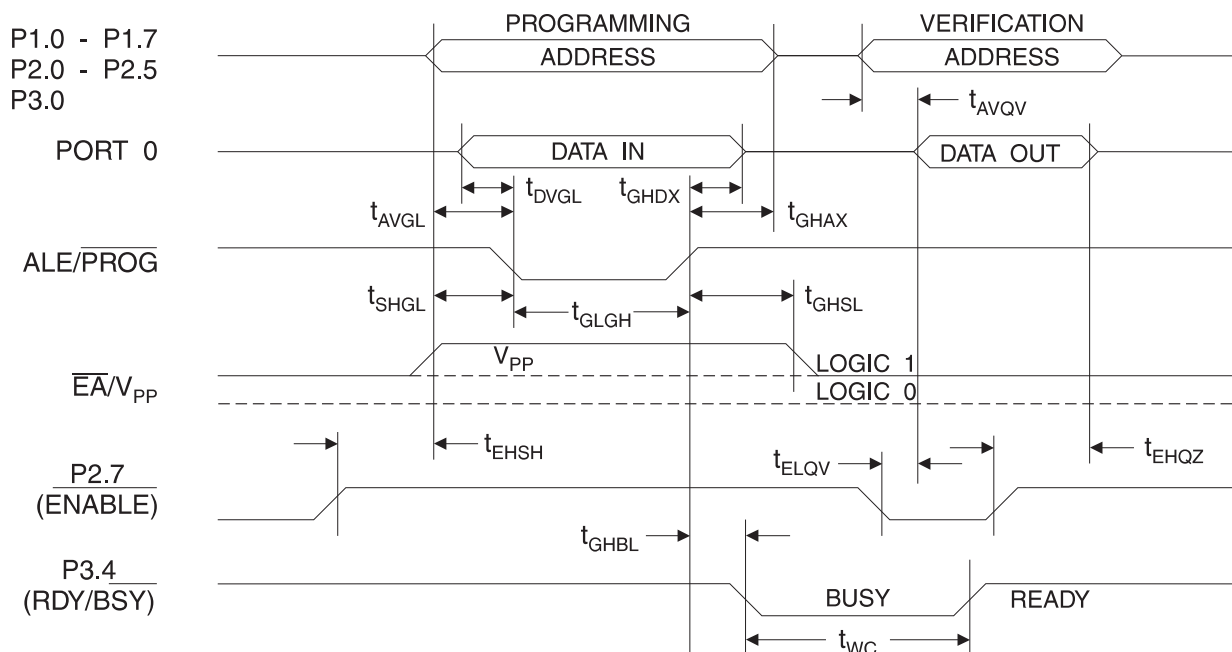 PROGRAMMING
VERIFICATION
P1.0 - P1.7
P2.0 - P2.5
P3.0
ADDRESS
ADDRESS
tAVQV
PORT 0
DATA IN
DATA OUT
tDVGL
tGHDX
tAVGL
tGHAX
ALE/PROG
tSHGL
tGLGH
tGHSL
VPP
LOGIC 1
EA/VPP
LOGIC 0
tEHSH
tELQV
tEHQZ
P2.7
(ENABLE)
tGHBL
P3.4
(RDY/BSY)
BUSY
READY
tWC